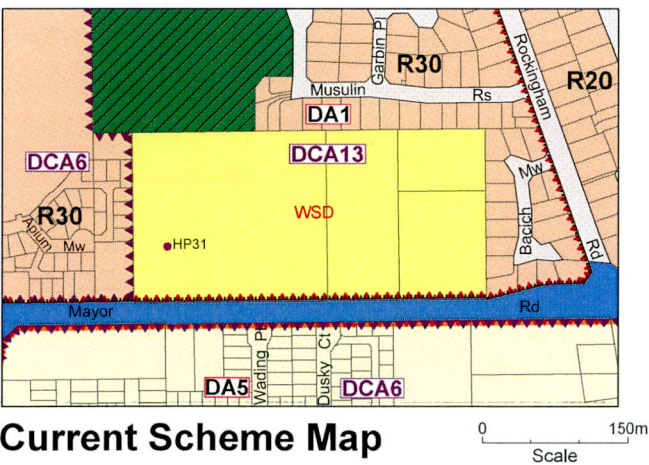 Garbin Pl
R30
Rockingham
R20
Musulin
Rs
DA1
DCA13
DCA6
Mw
WSD
R30
Apium
Mw
HP31
Bacich
Rd
Mayor
Rd
Wading Pl
Dusky Ct
DA5
DCA6
Current Scheme Map
0 150m
Scale